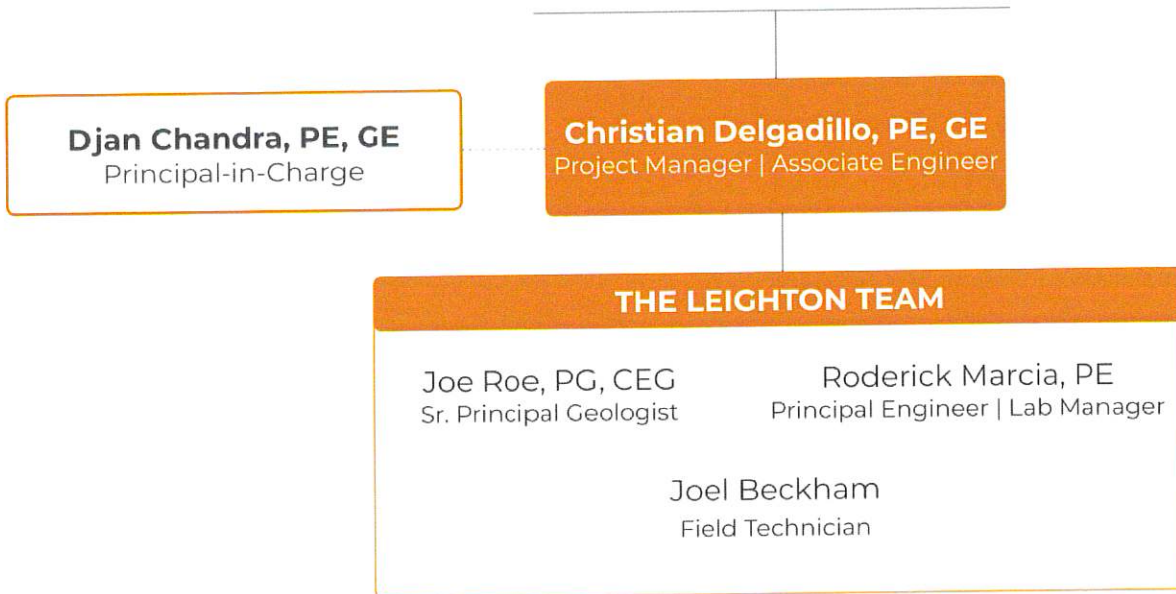 Djan Chandra, PE, GE
Principal-in-Charge
Christian Delgadillo, PE, GE
Project Manager | Associate Engineer
THE LEIGHTON TEAM
Joe Roe, PG, CEG
Sr. Principal Geologist
Roderick Marcia, PE
Principal Engineer | Lab Manager
Joel Beckham
Field Technician